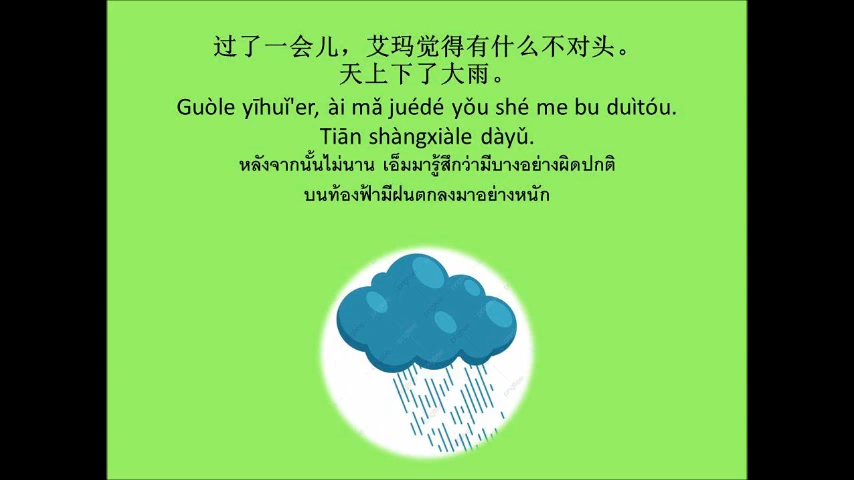 过了一会儿，艾玛觉得有什么不对头。
天上下了大雨。
Guòle yīhuǐ'er, ài mǎ juédé yǒu shé me bu duìtóu.
Tiān shàngxiàle dàyǔ.
หลังจากนั้นไม่นาน เอ็มมารู้สึกว่ามีบางอย่างผิดปกติ
บนท้องฟ้ามีฝนตกลงมาอย่างหนัก